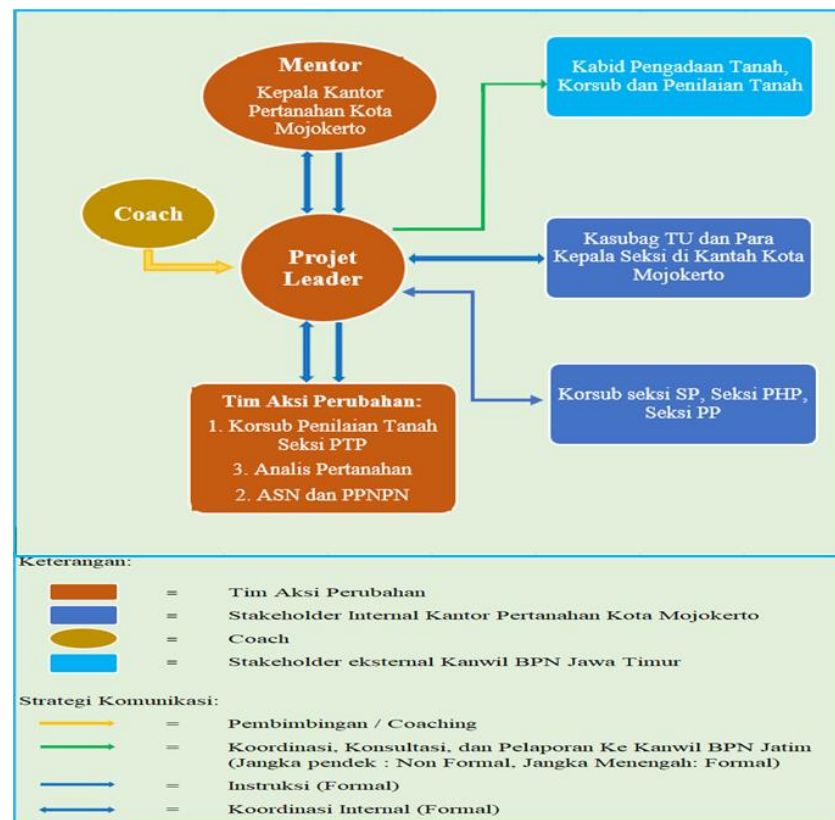 Mentor
Kepala Kantor
Pertanahan Kota
Mojokerto
Kabid Pengadaan Tanah,
Korsub dan Penilaian Tanah
Coach
Projet
Leader
Kasubag TU dan Para
Kepala Seksi di Kantah Kota
Mojokerto
Tim Aksi Perubahan:
1. Korsub Penilaian Tanah
Seksi PTP
3. Analis Pertanahan
2. ASN dan PPNPN
Korsub seksi SP, Seksi PHP,
Seksi PP
Keterangan:
= Tim Aksi Perubahan
= Stakeholder Internal Kantor Pertanahan Kota Mojokerto
= Coach
= Stakeholder eksternal Kanwil BPN Jawa Timur
Strategi Komunikasi:
= Pembimbingan / Coaching
= Koordinasi, Konsultasi, dan Pelaporan Ke Kanwil BPN Jatim
(Jangka pendek : Non Formal, Jangka Menengah: Formal)
= Instruksi (Formal)
= Koordinasi Internal (Formal)